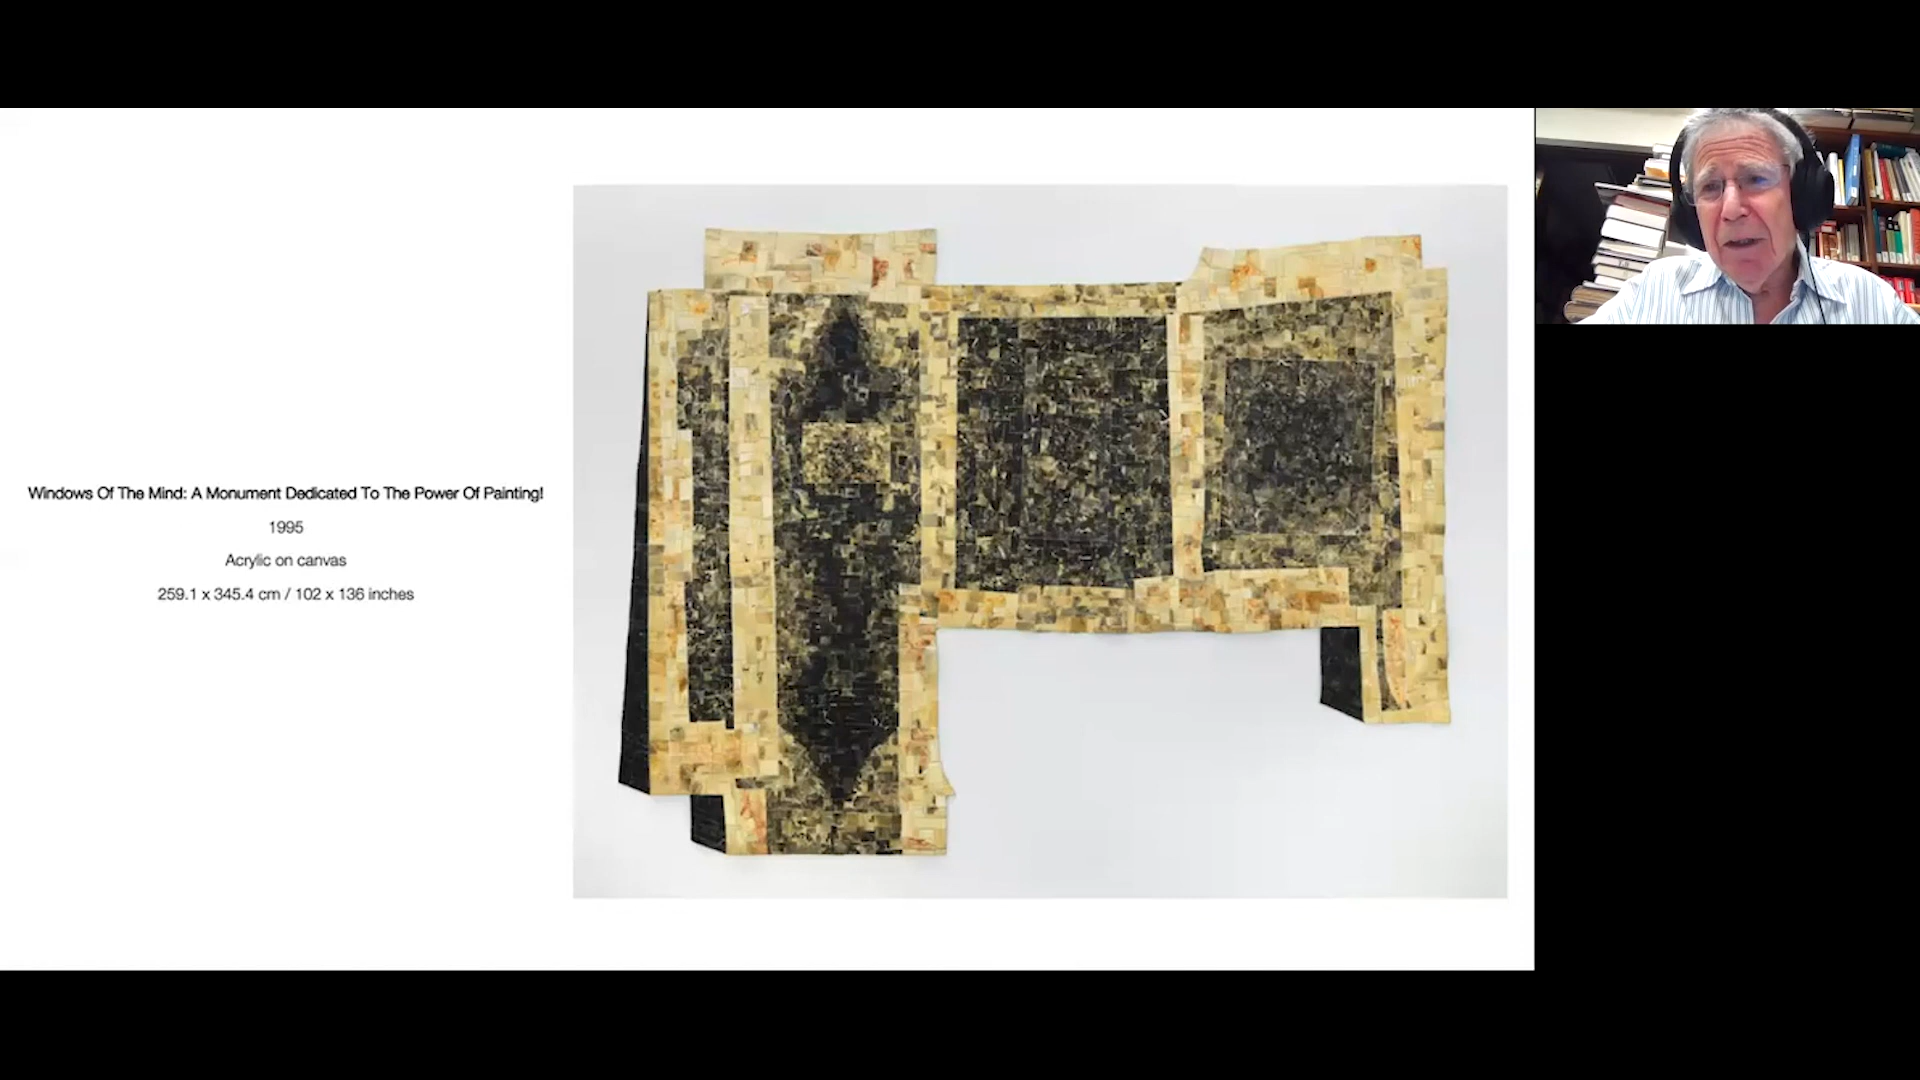 Windows Of The Mind: A Monument Dedicated To The Power Of Painting!
1995
Acrylic on canvas
259.1 x 345.4 cm / 102 x 136 inches